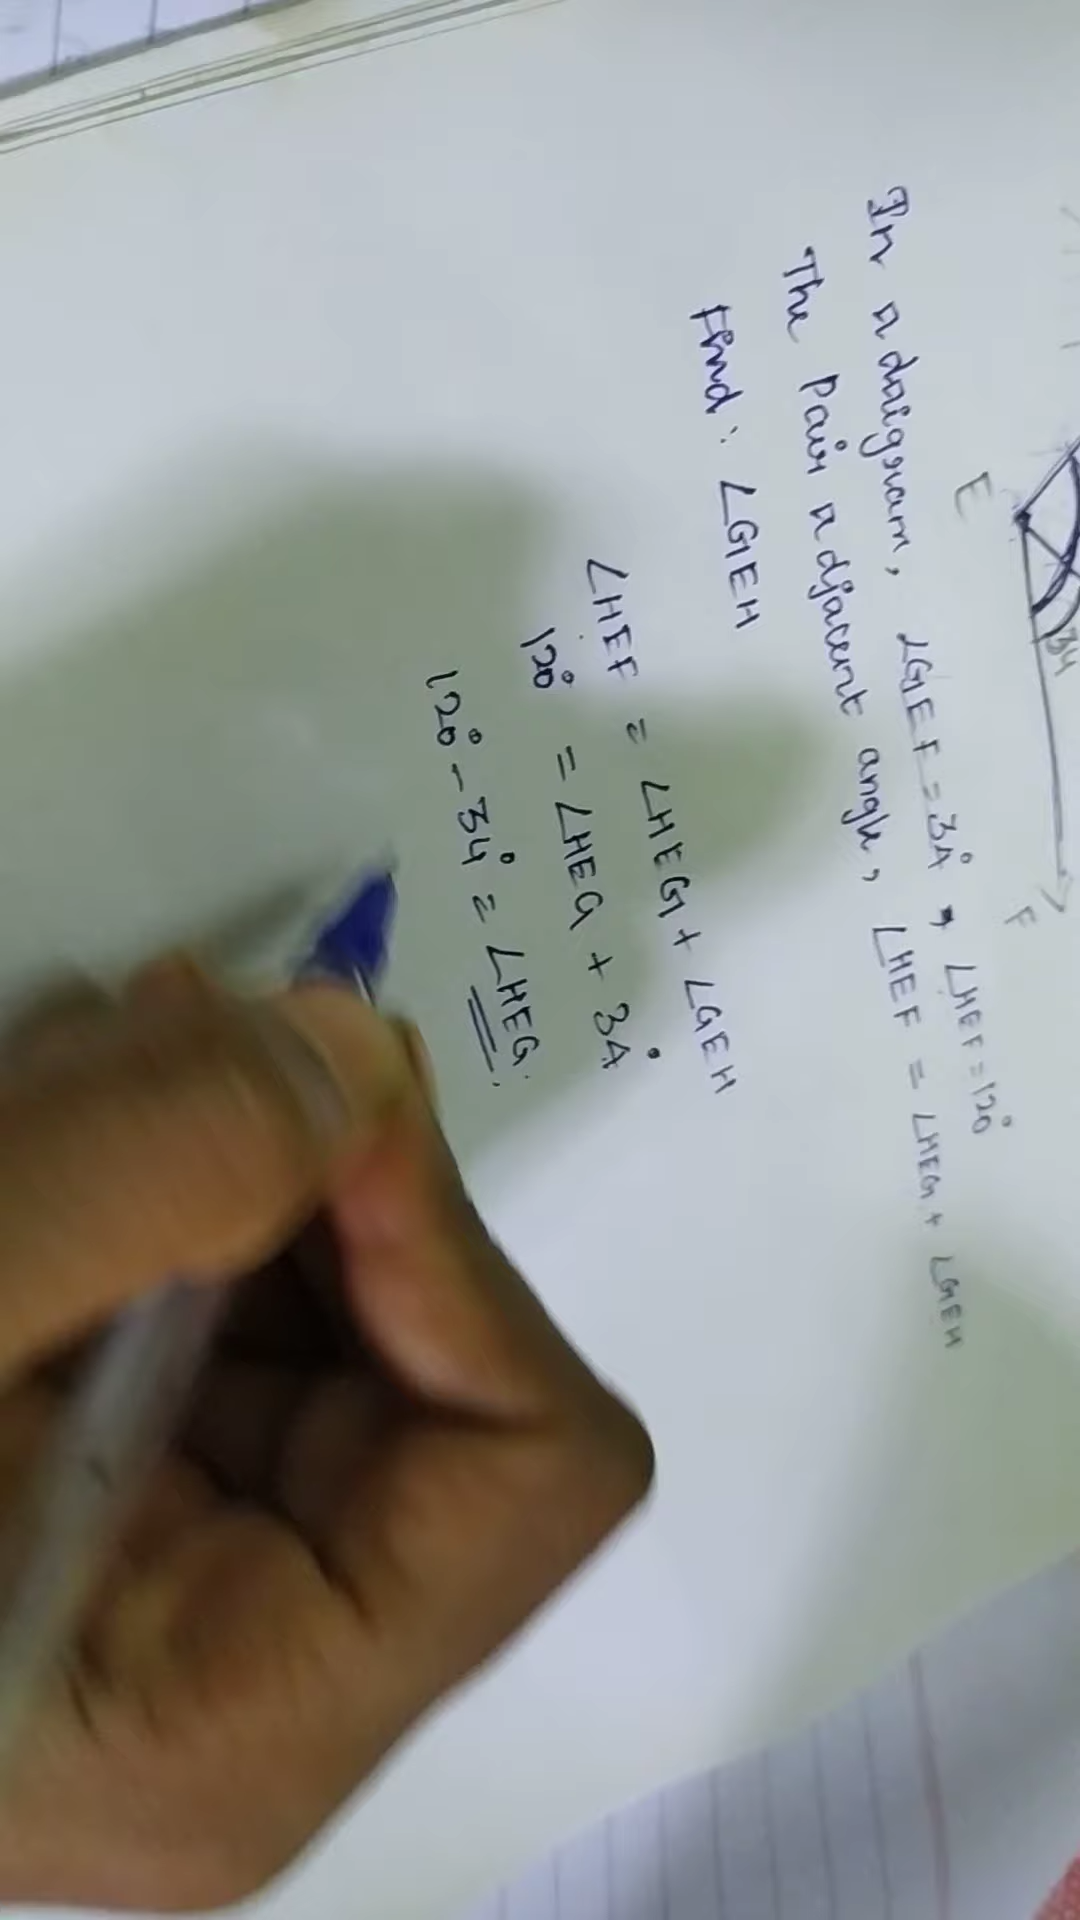 E
34
F
In a daigram, ∠GEF = 34°, ∠HEF = 120°
The Pair adjacent angle, ∠HEF = ∠HEG + ∠GEH
Find: ∠GEH
∠HEF = ∠HEG + ∠GEH
120° = ∠HEG + 34°
120° - 34° = ∠HEG.